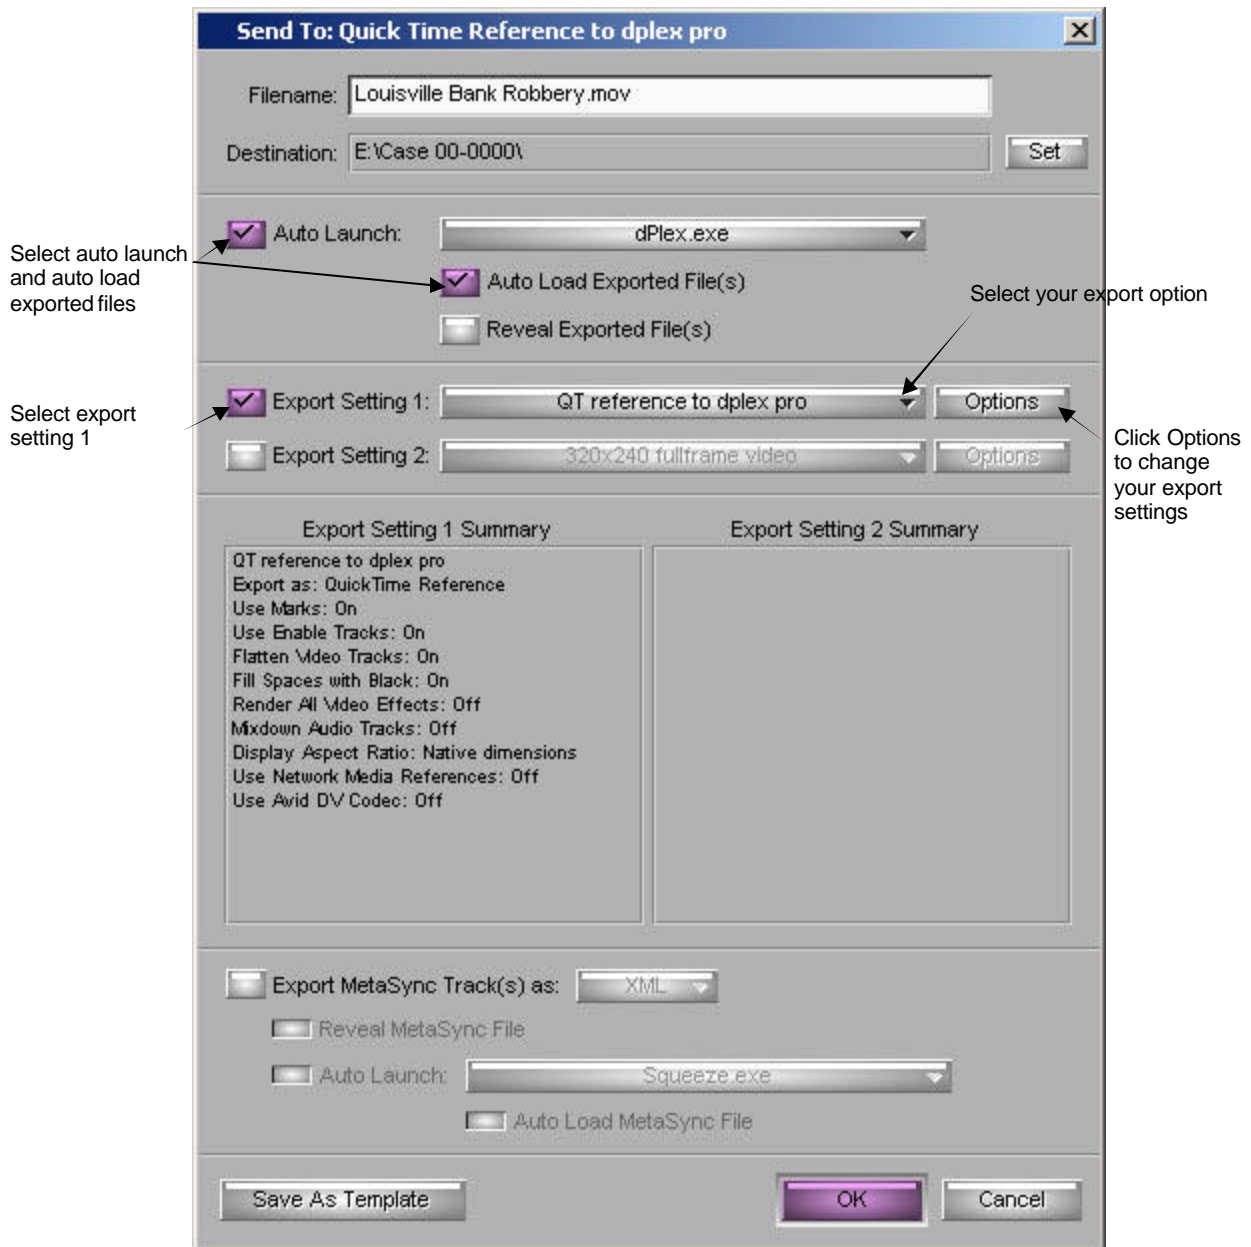 Send To: Quick Time Reference to dplex pro
Filename: Louisville Bank Robbery.mov
Destination: E:\Case 00-0000\ Set
Auto Launch: dPlex.exe
Auto Load Exported File(s)
Reveal Exported File(s)
Select auto launch
and auto load
exported files
Select your export option
Export Setting 1: QT reference to dplex pro Options
Export Setting 2: 320x240 fullframe video Options
Select export
setting 1
Click Options
to change
your export
settings
Export Setting 1 Summary
QT reference to dplex pro
Export as: QuickTime Reference
Use Marks: On
Use Enable Tracks: On
Flatten Video Tracks: On
Fill Spaces with Black: On
Render All Video Effects: Off
Mixdown Audio Tracks: Off
Display Aspect Ratio: Native dimensions
Use Network Media References: Off
Use Avid DV Codec: Off
Export Setting 2 Summary
Export MetaSync Track(s) as: XML
Reveal MetaSync File
Auto Launch: Squeeze.exe
Auto Load MetaSync File
Save As Template OK Cancel